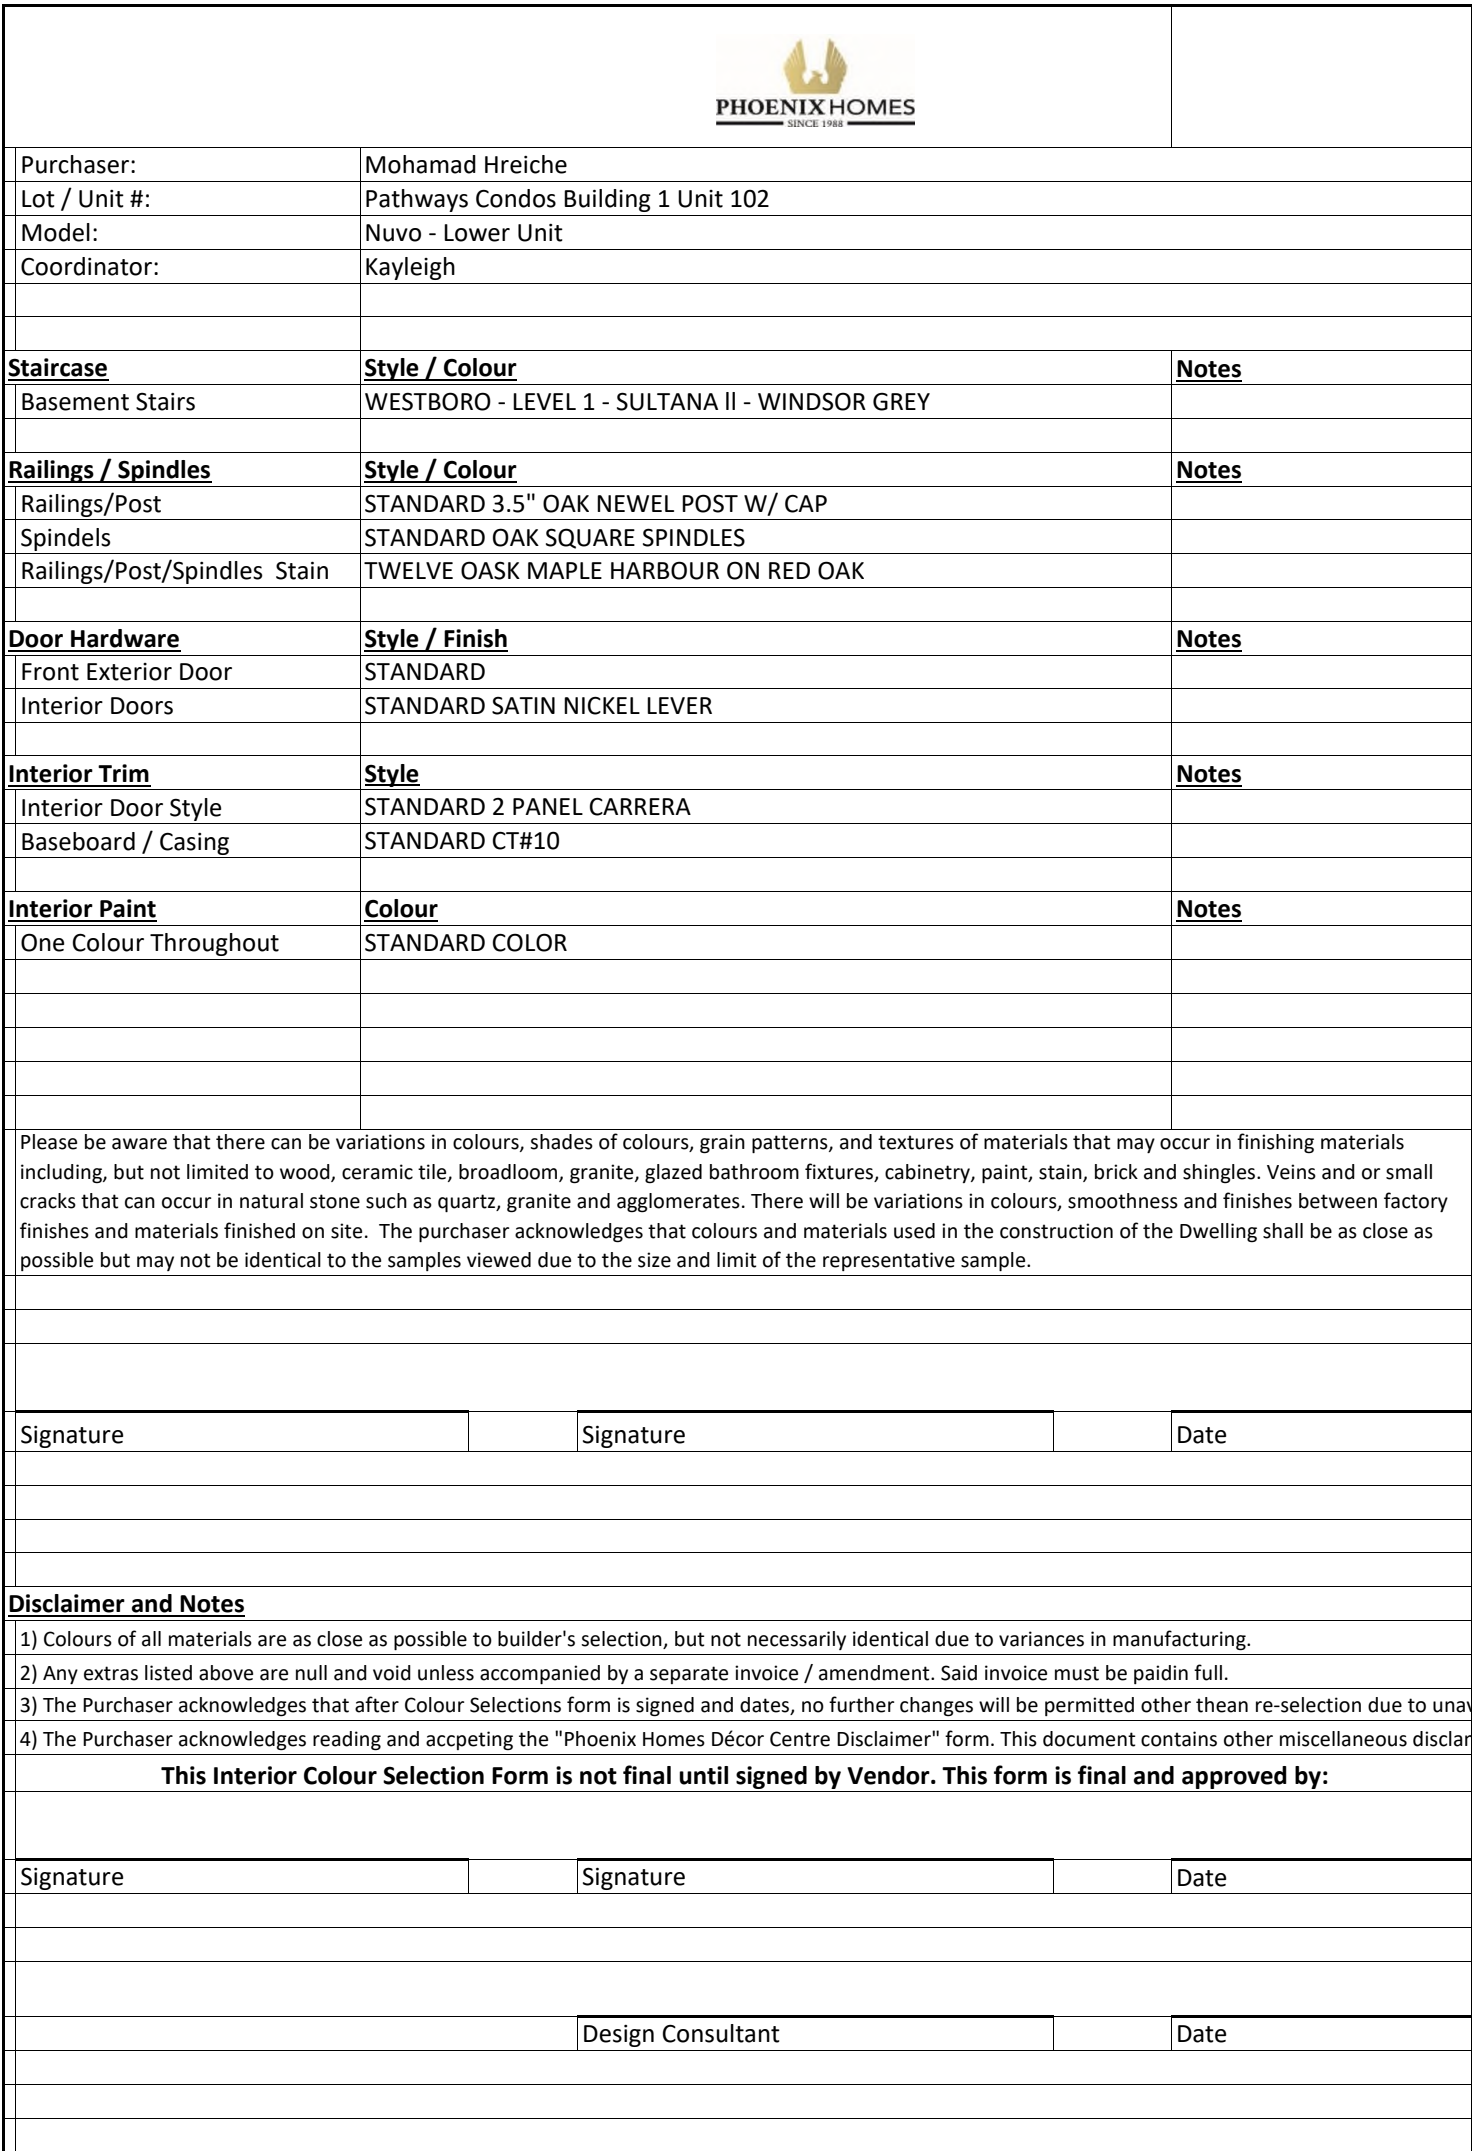 PHOENIX HOMES
SINCE 1988
Purchaser: Mohamad Hreiche
Lot / Unit #: Pathways Condos Building 1 Unit 102
Model: Nuvo - Lower Unit
Coordinator: Kayleigh
Staircase Style / Colour Notes
Basement Stairs WESTBORO - LEVEL 1 - SULTANA ll - WINDSOR GREY
Railings / Spindles Style / Colour Notes
Railings/Post STANDARD 3.5" OAK NEWEL POST W/ CAP
Spindels STANDARD OAK SQUARE SPINDLES
Railings/Post/Spindles Stain TWELVE OASK MAPLE HARBOUR ON RED OAK
Door Hardware Style / Finish Notes
Front Exterior Door STANDARD
Interior Doors STANDARD SATIN NICKEL LEVER
Interior Trim Style Notes
Interior Door Style STANDARD 2 PANEL CARRERA
Baseboard / Casing STANDARD CT#10
Interior Paint Colour Notes
One Colour Throughout STANDARD COLOR
Please be aware that there can be variations in colours, shades of colours, grain patterns, and textures of materials that may occur in finishing materials
including, but not limited to wood, ceramic tile, broadloom, granite, glazed bathroom fixtures, cabinetry, paint, stain, brick and shingles. Veins and or small
cracks that can occur in natural stone such as quartz, granite and agglomerates. There will be variations in colours, smoothness and finishes between factory
finishes and materials finished on site. The purchaser acknowledges that colours and materials used in the construction of the Dwelling shall be as close as
possible but may not be identical to the samples viewed due to the size and limit of the representative sample.
Signature Signature Date
Disclaimer and Notes
1) Colours of all materials are as close as possible to builder's selection, but not necessarily identical due to variances in manufacturing.
2) Any extras listed above are null and void unless accompanied by a separate invoice / amendment. Said invoice must be paidin full.
3) The Purchaser acknowledges that after Colour Selections form is signed and dates, no further changes will be permitted other thean re-selection due to unav
4) The Purchaser acknowledges reading and accpeting the "Phoenix Homes Décor Centre Disclaimer" form. This document contains other miscellaneous disclar
This Interior Colour Selection Form is not final until signed by Vendor. This form is final and approved by:
Signature Signature Date
Design Consultant Date